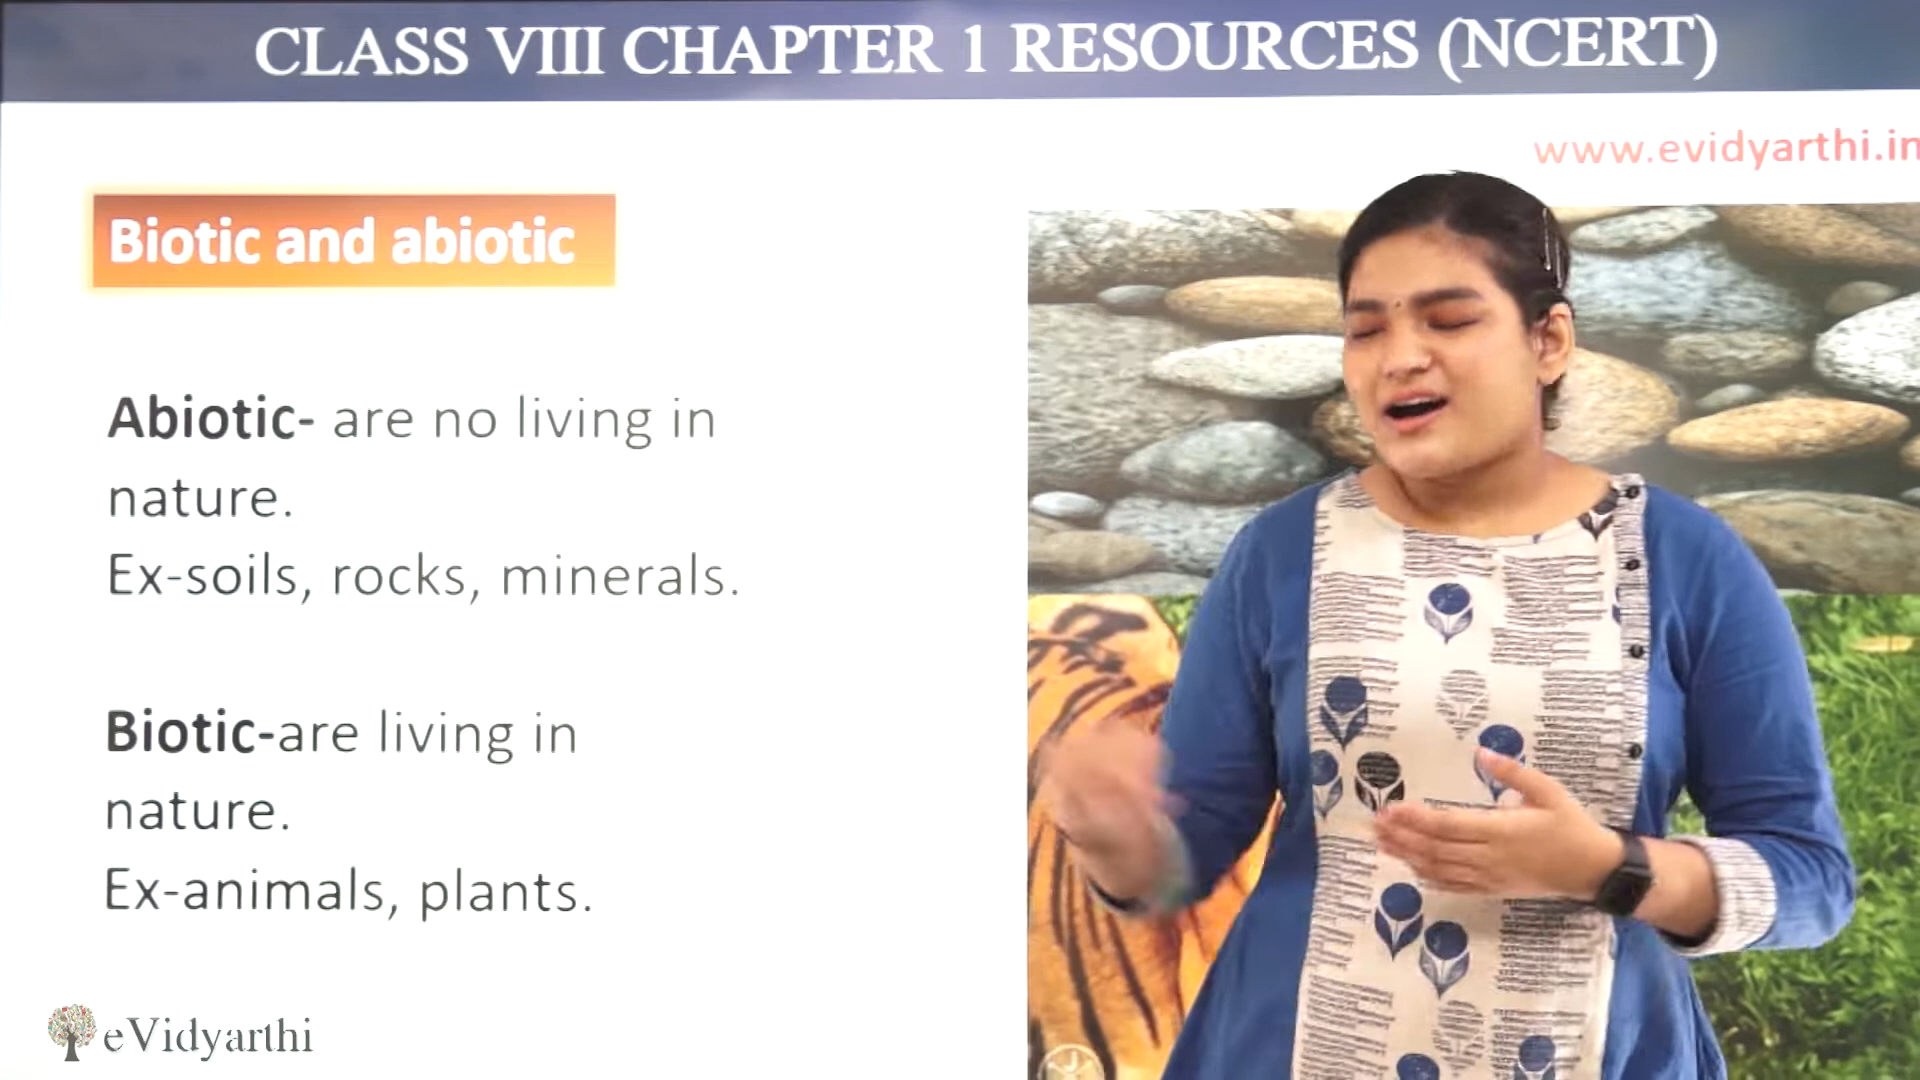 CLASS VIII CHAPTER 1 RESOURCES (NCERT)
www.evidyarthi.in
Biotic and abiotic
Abiotic- are no living in
nature.
Ex-soils, rocks, minerals.
Biotic-are living in
nature.
Ex-animals, plants.
eVidyarthi